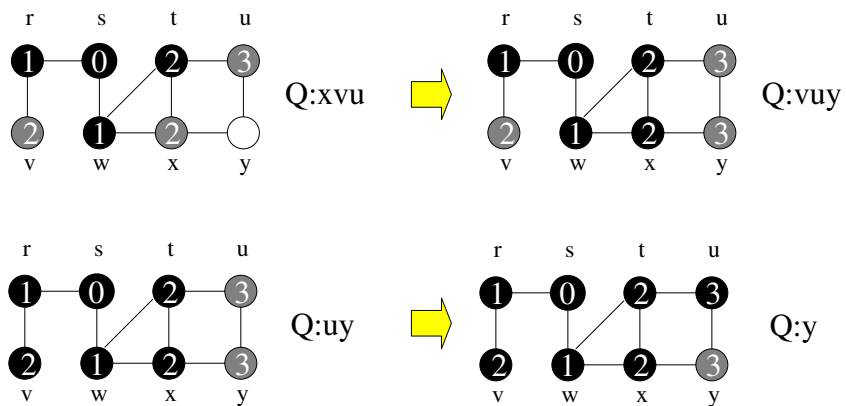 r s t u r s t u
1 0 2 3 1 0 2 3
Q:xvu Q:vuy
2 1 2 2 1 2 3
v w x y v w x y
r s t u r s t u
1 0 2 3 1 0 2 3
Q:uy Q:y
2 1 2 3 2 1 2 3
v w x y v w x y